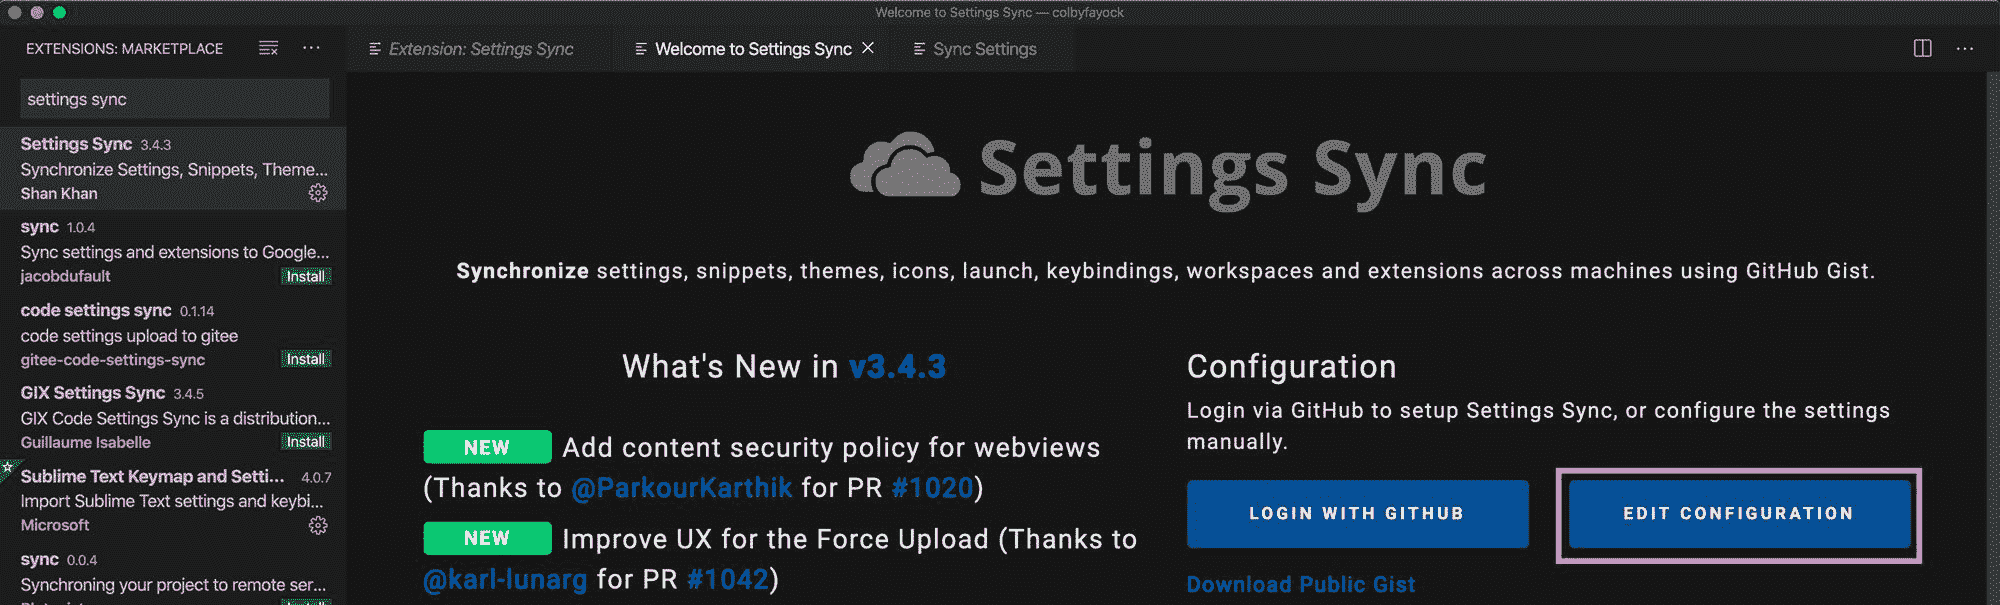 Welcome to Settings Sync — colbyfayock
EXTENSIONS: MARKETPLACE
Extension: Settings Sync
Welcome to Settings Sync
Sync Settings
settings sync
Settings Sync 3.4.3
Synchronize Settings, Snippets, Theme...
Shan Khan
sync 1.0.4
Sync settings and extensions to Google...
jacobdufault Install
code settings sync 0.1.14
code settings upload to gitee
gitee-code-settings-sync Install
GIX Settings Sync 3.4.5
GIX Code Settings Sync is a distribution...
Guillaume Isabelle Install
Sublime Text Keymap and Setti... 4.0.7
Import Sublime Text settings and keybi...
Microsoft
sync 0.0.4
Synchroning your project to remote ser...
Settings Sync
Synchronize settings, snippets, themes, icons, launch, keybindings, workspaces and extensions across machines using GitHub Gist.
What's New in v3.4.3
NEW Add content security policy for webviews
(Thanks to @ParkourKarthik for PR #1020)
NEW Improve UX for the Force Upload (Thanks to
@karl-lunarg for PR #1042)
Configuration
Login via GitHub to setup Settings Sync, or configure the settings
manually.
LOGIN WITH GITHUB
EDIT CONFIGURATION
Download Public Gist